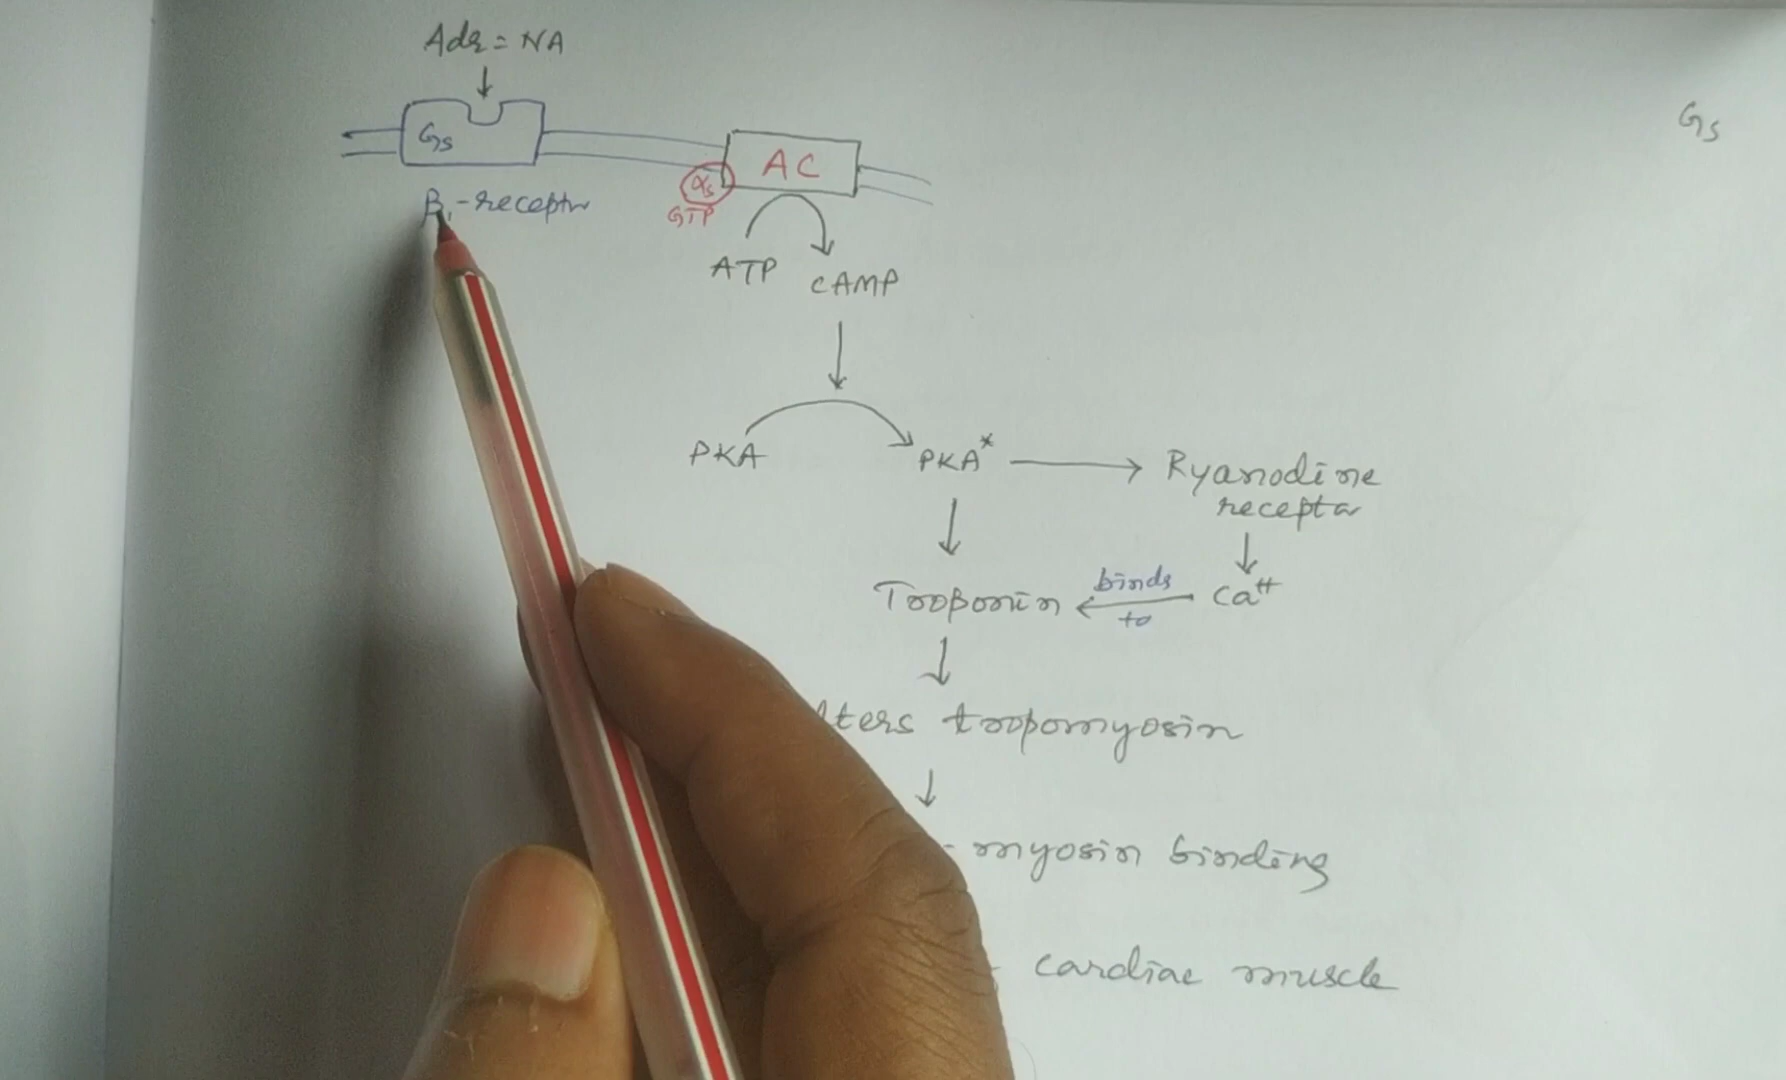 Adr = NA
Gs
Gs
AC
αs
GTP
β1-receptor
ATP
cAMP
PKA
PKA*
Ryanodine
receptor
Troponin
binds
to
Ca++
lters tropomyosin
- myosin binding
cardiac muscle